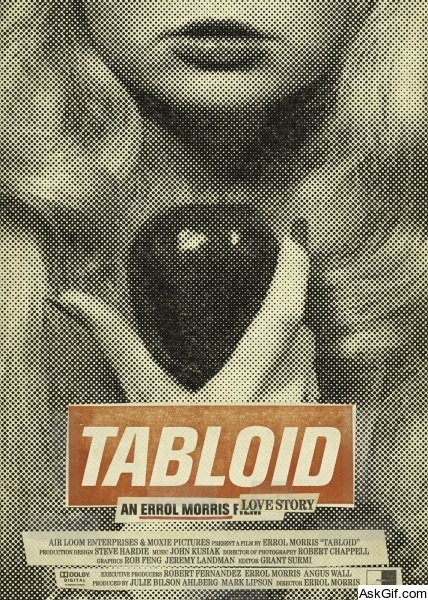 TABLOID
AN ERROL MORRIS F LOVE STORY
AIR LOOM ENTERPRISES & MOXIE PICTURES PRESENT A FILM BY ERROL MORRIS "TABLOID"
PRODUCTION DESIGN STEVE HARDIE MUSIC JOHN KUSIAK DIRECTOR OF PHOTOGRAPHY ROBERT CHAPPELL
GRAPHICS ROB FENG JEREMY LANDMAN EDITOR GRANT SURMI
DOLBY DIGITAL
EXECUTIVE PRODUCERS ROBERT FERNANDEZ ERROL MORRIS ANGUS WALL
PRODUCED BY JULIE BILSON AHLBERG MARK LIPSON DIRECTOR ERROL MORRIS
AskGif.com